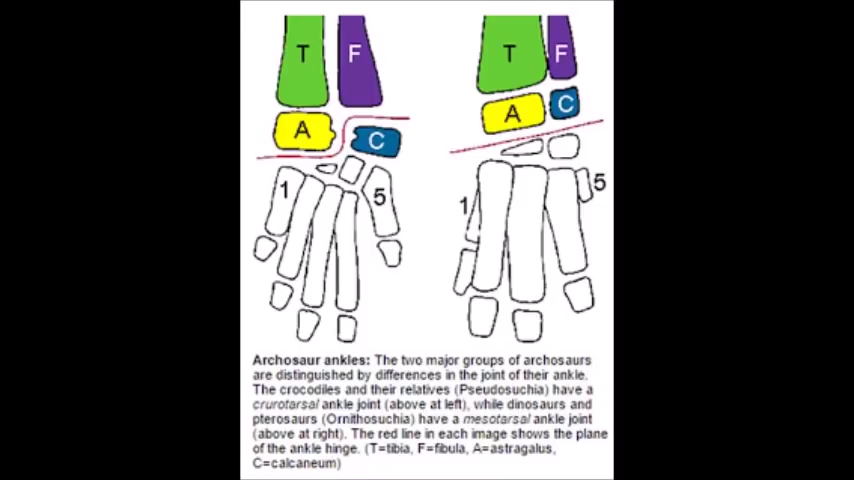 T F T F
A C A C
1 5 1 5
Archosaur ankles: The two major groups of archosaurs
are distinguished by differences in the joint of their ankle.
The crocodiles and their relatives (Pseudosuchia) have a
crurotarsal ankle joint (above at left), while dinosaurs and
pterosaurs (Ornithosuchia) have a mesotarsal ankle joint
(above at right). The red line in each image shows the plane
of the ankle hinge. (T=tibia, F=fibula, A=astragalus,
C=calcaneum)